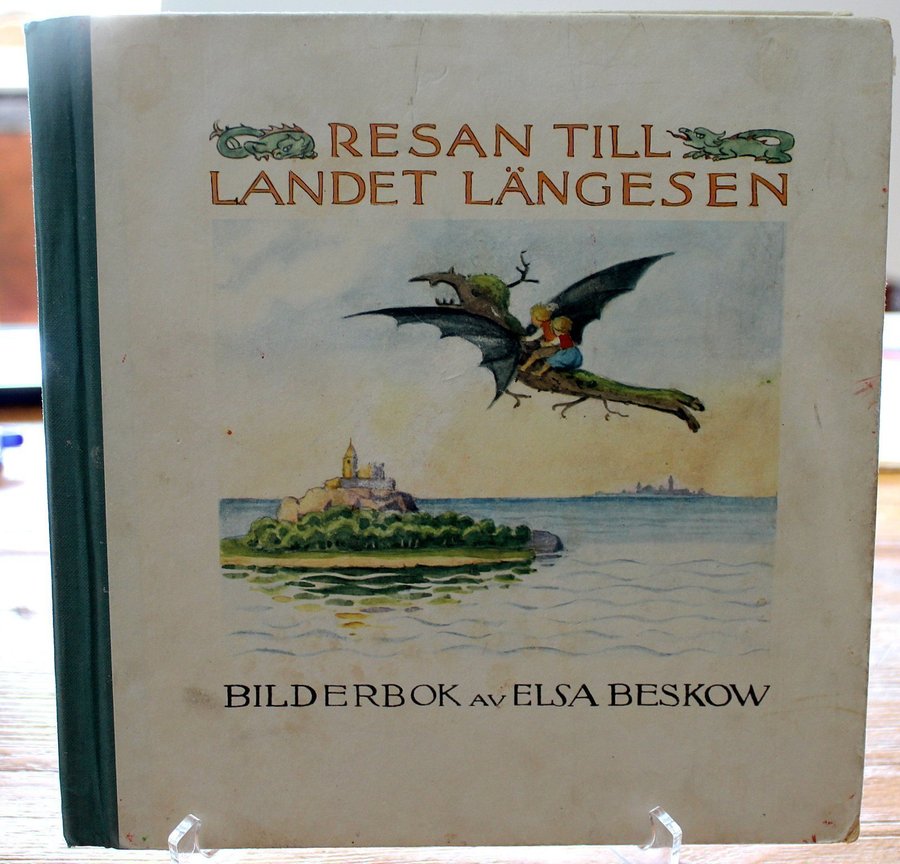 RESAN TILL
LANDET LÄNGESEN
BILDERBOK AV ELSA BESKOW